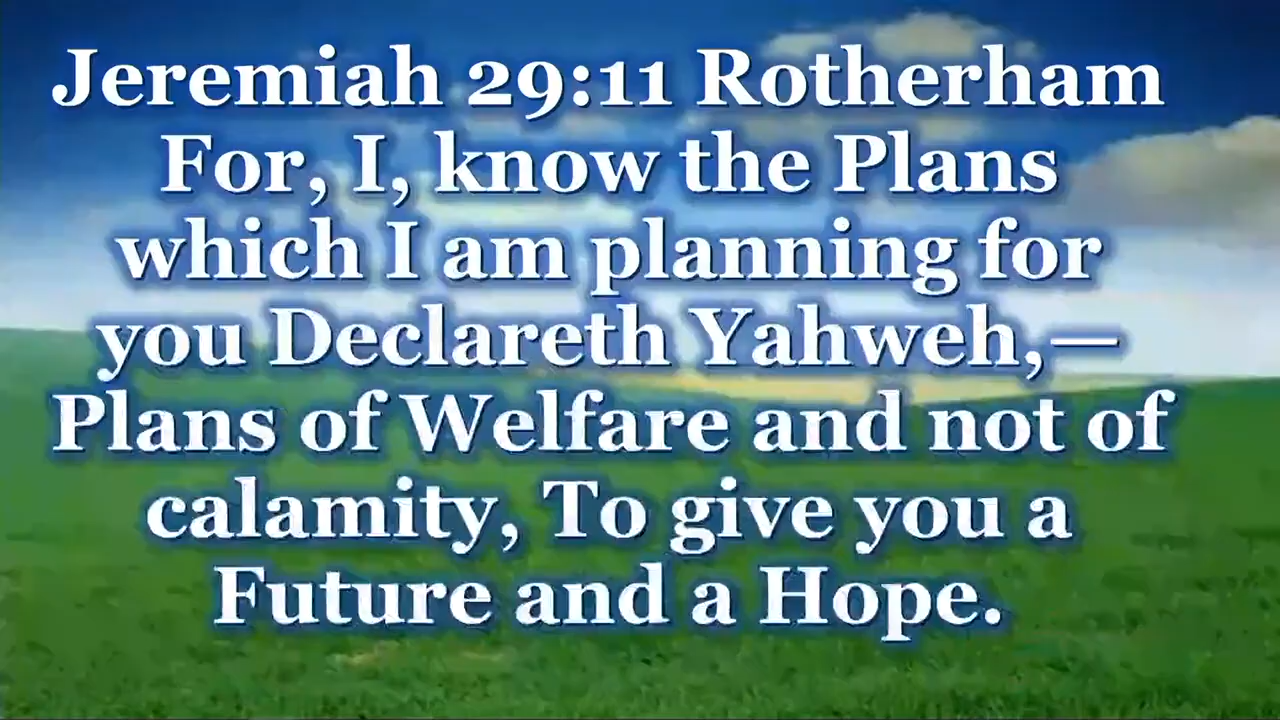 Jeremiah 29:11 Rotherham
For, I, know the Plans
which I am planning for
you Declareth Yahweh,—
Plans of Welfare and not of
calamity, To give you a
Future and a Hope.